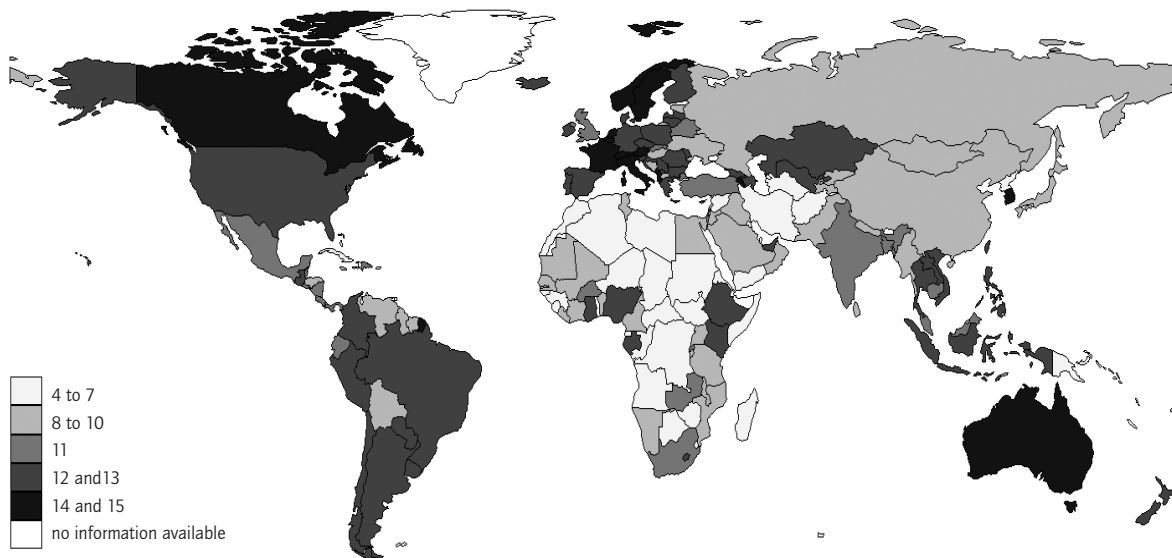 4 to 7
8 to 10
11
12 and13
14 and 15
no information available